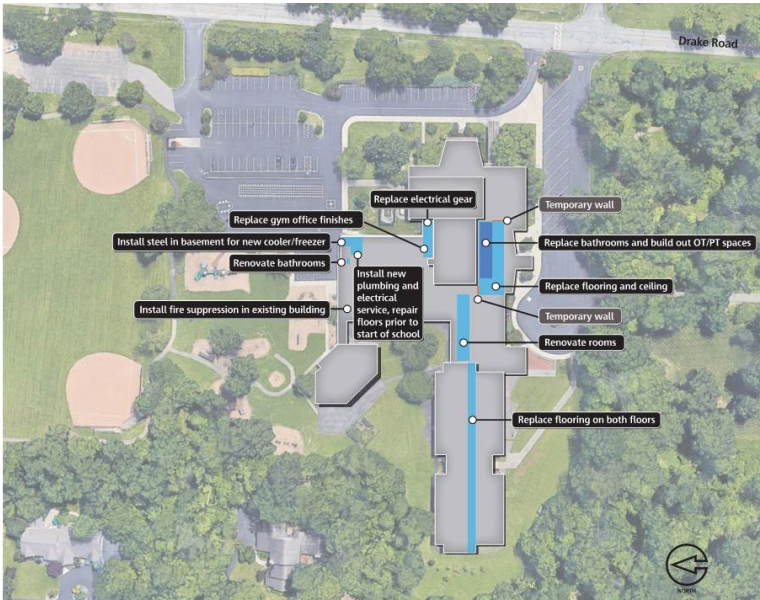 Drake Road
Replace electrical gear
Temporary wall
Replace gym office finishes
Install steel in basement for new cooler/freezer
Replace bathrooms and build out OT/PT spaces
Renovate bathrooms
Install new
plumbing and
electrical
service, repair
floors prior to
start of school
Replace flooring and ceiling
Install fire suppression in existing building
Temporary wall
Renovate rooms
Replace flooring on both floors
NORTH